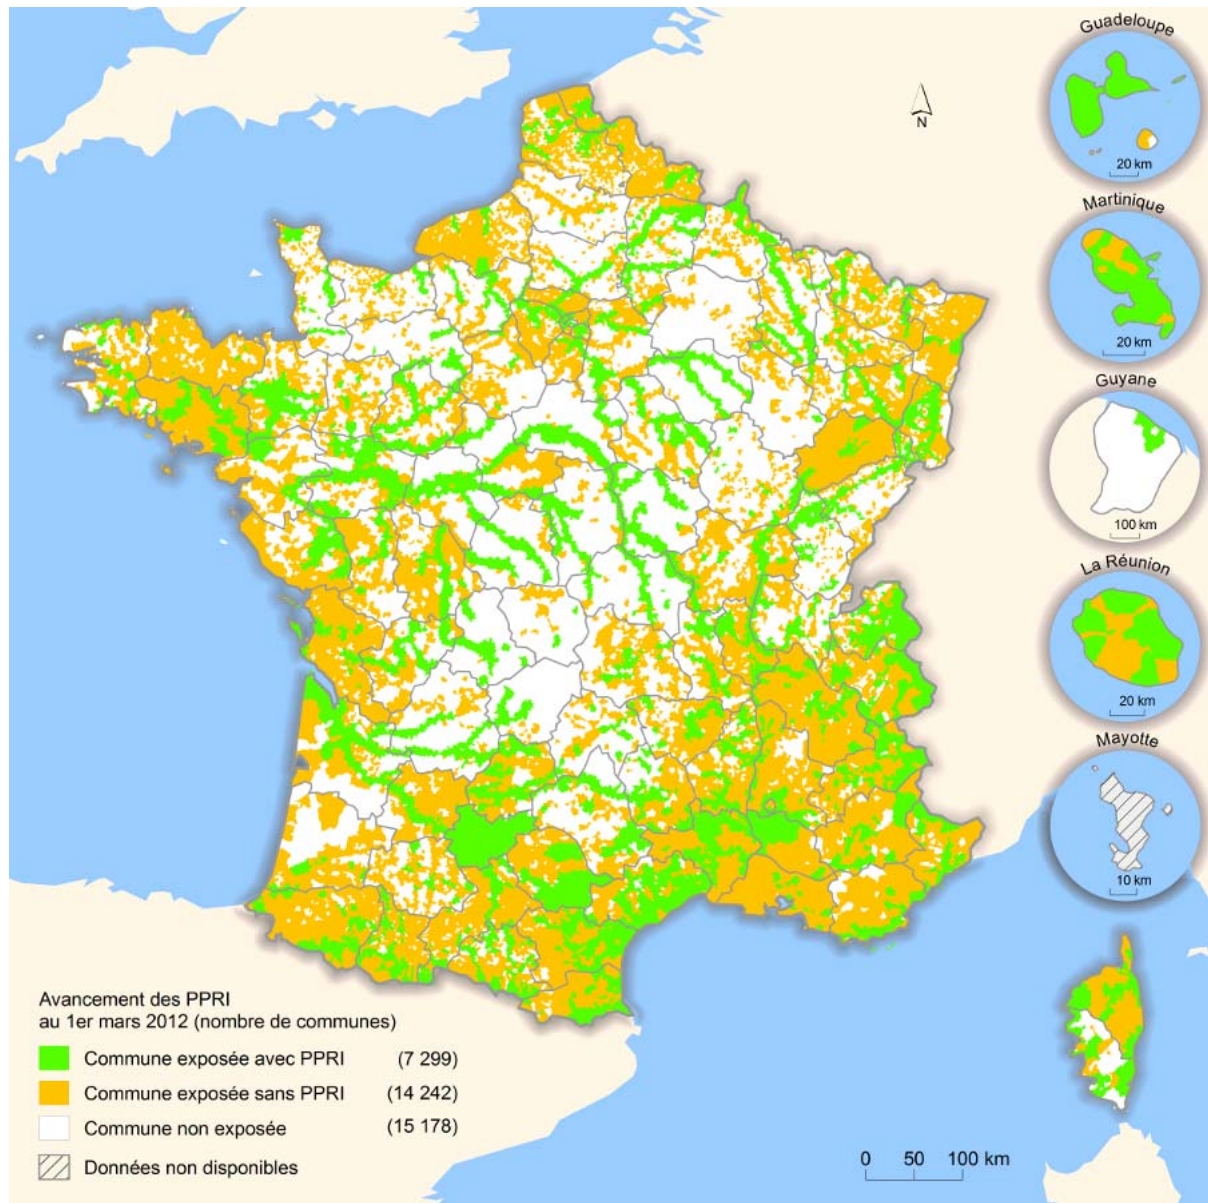 Guadeloupe
20 km
N
Martinique
20 km
Guyane
100 km
La Réunion
20 km
Mayotte
10 km
Avancement des PPRI
au 1er mars 2012 (nombre de communes)
Commune exposée avec PPRI (7 299)
Commune exposée sans PPRI (14 242)
Commune non exposée (15 178)
Données non disponibles
0 50 100 km